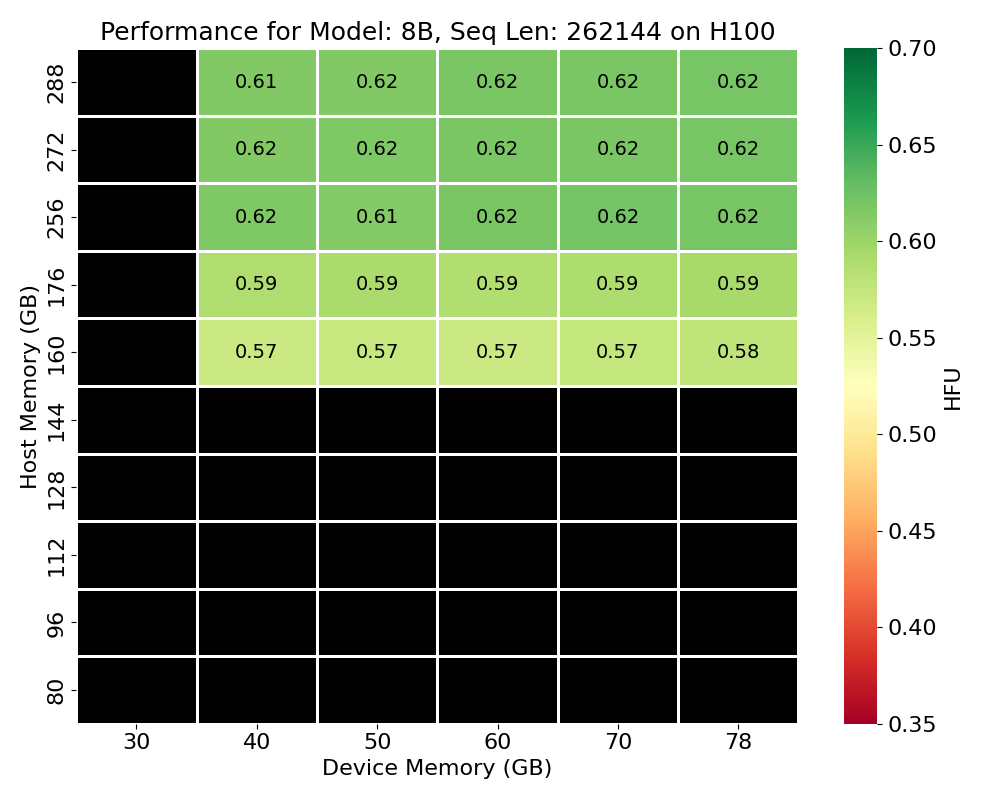 Performance for Model: 8B, Seq Len: 262144 on H100
Host Memory (GB)
288 0.61 0.62 0.62 0.62 0.62
272 0.62 0.62 0.62 0.62 0.62
256 0.62 0.61 0.62 0.62 0.62
176 0.59 0.59 0.59 0.59 0.59
160 0.57 0.57 0.57 0.57 0.58
144
128
112
96
80
30 40 50 60 70 78
Device Memory (GB)
0.70
0.65
0.60
0.55
0.50
0.45
0.40
0.35
HFU